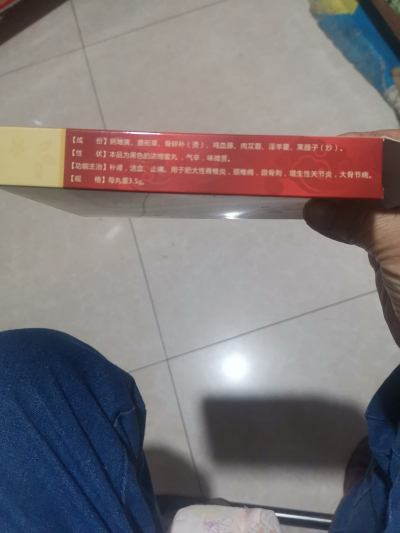 【成 份】熟地黄、鹿衔草、骨碎补(烫)、鸡血藤、肉苁蓉、淫羊藿、莱菔子(炒)。
【性 状】本品为黑色的浓缩蜜丸,气辛,味微苦。
【功能主治】补肾,活血,止痛。用于肥大性脊椎炎,颈椎病,跟骨刺,增生性关节炎,大骨节病。
【规 格】每丸重3.5g。